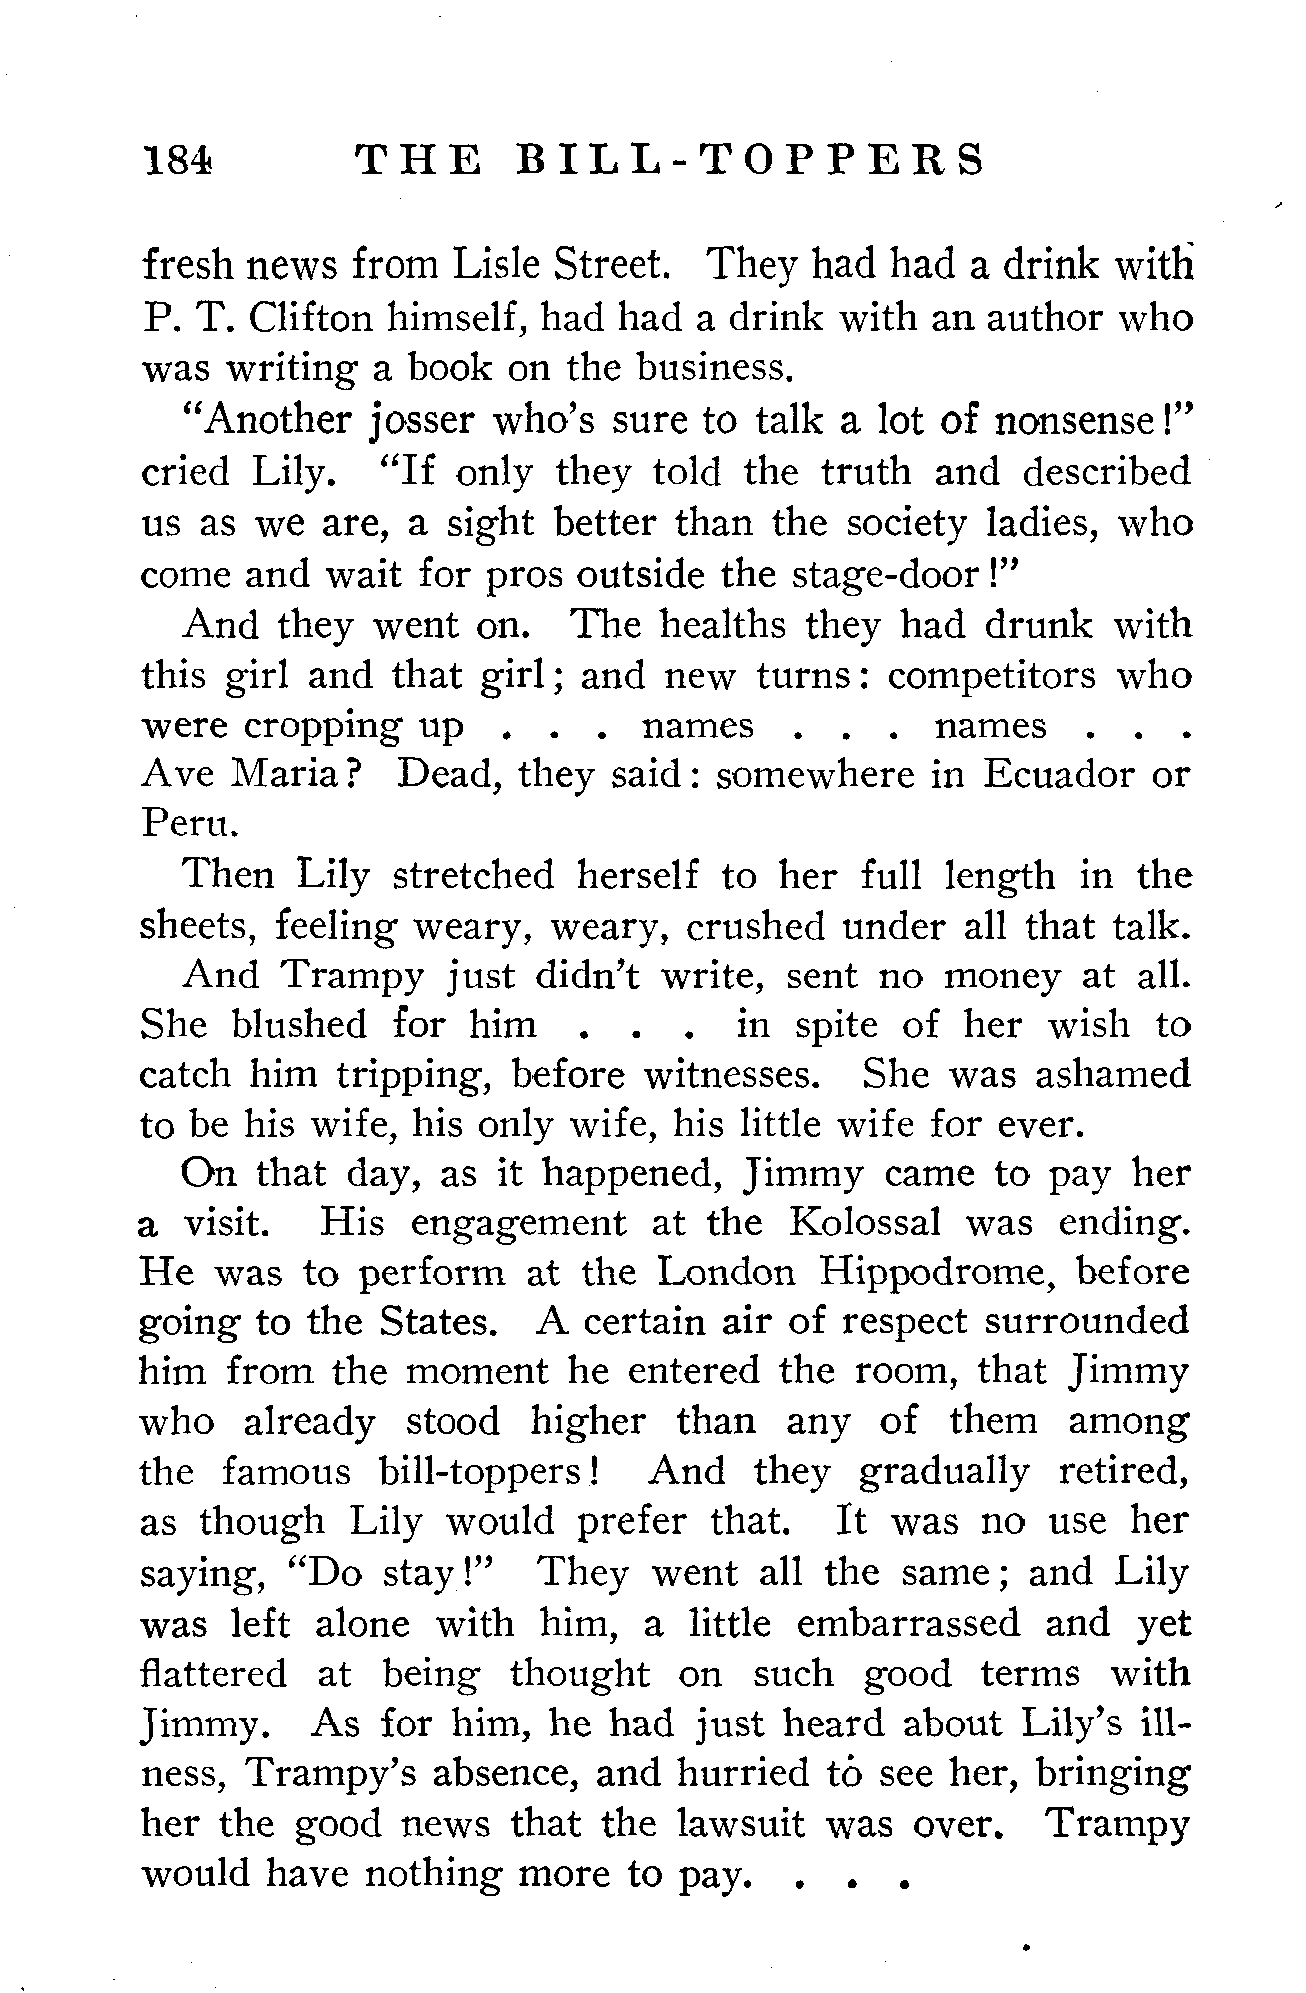 184 THE BILL-TOPPERS
fresh news from Lisle Street. They had had a drink with
P. T. Clifton himself, had had a drink with an author who
was writing a book on the business.
"Another josser who's sure to talk a lot of nonsense!"
cried Lily. "If only they told the truth and described
us as we are, a sight better than the society ladies, who
come and wait for pros outside the stage-door!"
And they went on. The healths they had drunk with
this girl and that girl; and new turns: competitors who
were cropping up . . . names . . . names . . .
Ave Maria? Dead, they said: somewhere in Ecuador or
Peru.
Then Lily stretched herself to her full length in the
sheets, feeling weary, weary, crushed under all that talk.
And Trampy just didn't write, sent no money at all.
She blushed for him . . . in spite of her wish to
catch him tripping, before witnesses. She was ashamed
to be his wife, his only wife, his little wife for ever.
On that day, as it happened, Jimmy came to pay her
a visit. His engagement at the Kolossal was ending.
He was to perform at the London Hippodrome, before
going to the States. A certain air of respect surrounded
him from the moment he entered the room, that Jimmy
who already stood higher than any of them among
the famous bill-toppers! And they gradually retired,
as though Lily would prefer that. It was no use her
saying, "Do stay!" They went all the same; and Lily
was left alone with him, a little embarrassed and yet
flattered at being thought on such good terms with
Jimmy. As for him, he had just heard about Lily's ill-
ness, Trampy's absence, and hurried to see her, bringing
her the good news that the lawsuit was over. Trampy
would have nothing more to pay. . . .